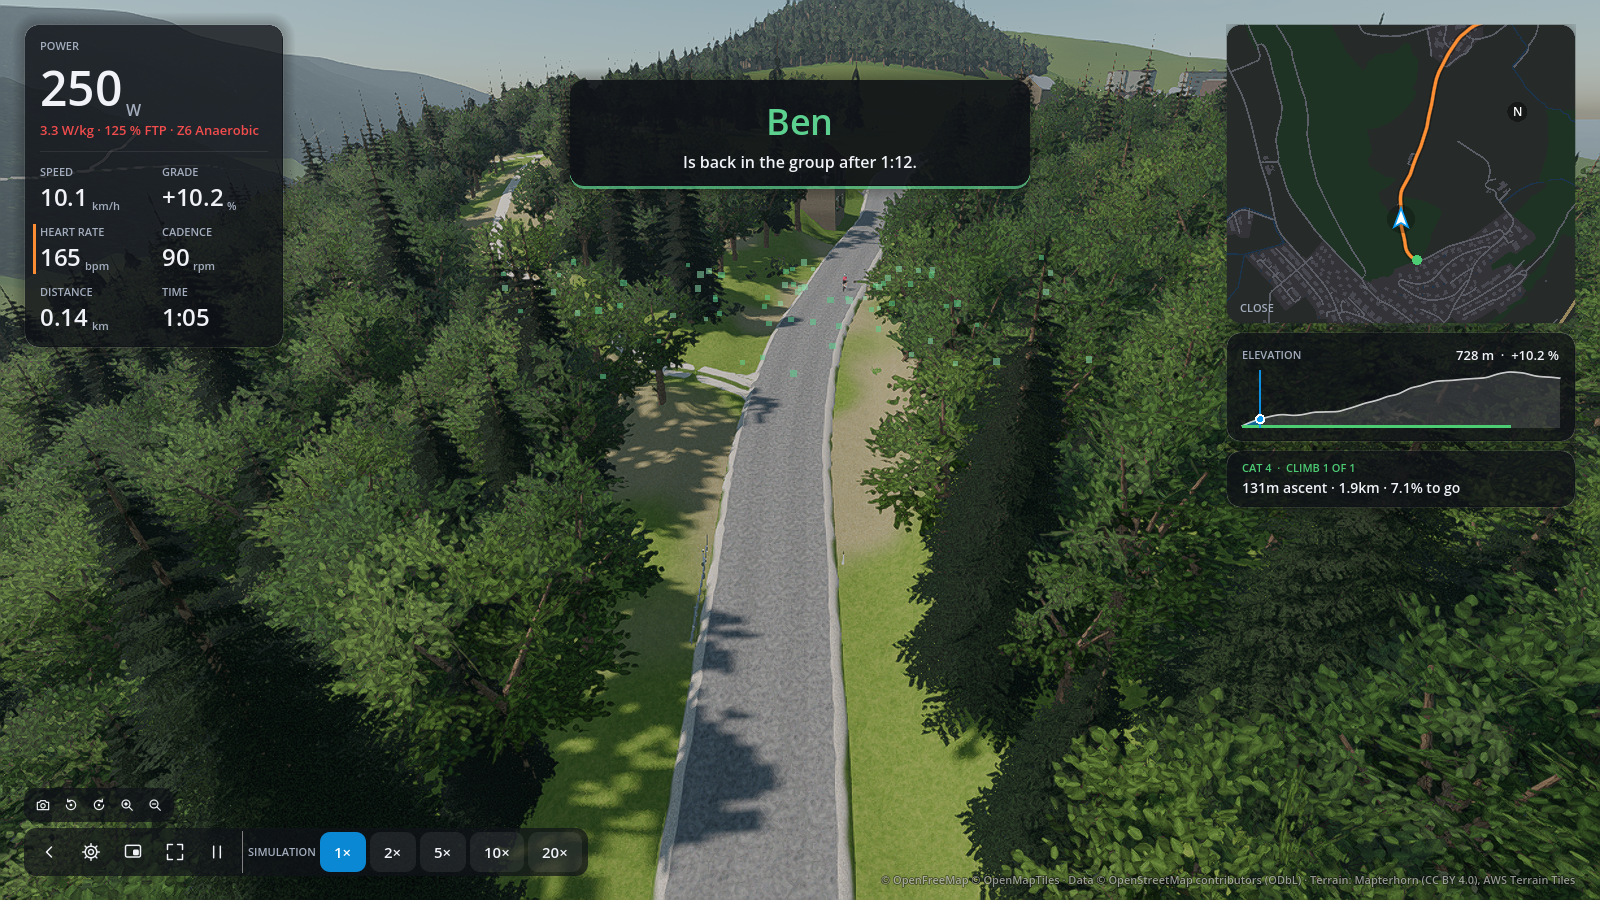 POWER
250 W
3.3 W/kg · 125 % FTP · Z6 Anaerobic
SPEED GRADE
10.1 km/h +10.2 %
HEART RATE CADENCE
165 bpm 90 rpm
DISTANCE TIME
0.14 km 1:05
Ben
Is back in the group after 1:12.
N
CLOSE
ELEVATION 728 m · +10.2 %
CAT 4 · CLIMB 1 OF 1
131m ascent · 1.9km · 7.1% to go
SIMULATION 1× 2× 5× 10× 20×
© OpenFreeMap © OpenMapTiles Data © OpenStreetMap contributors (ODbL) · Terrain: Mapterhorn (CC BY 4.0), AWS Terrain Tiles